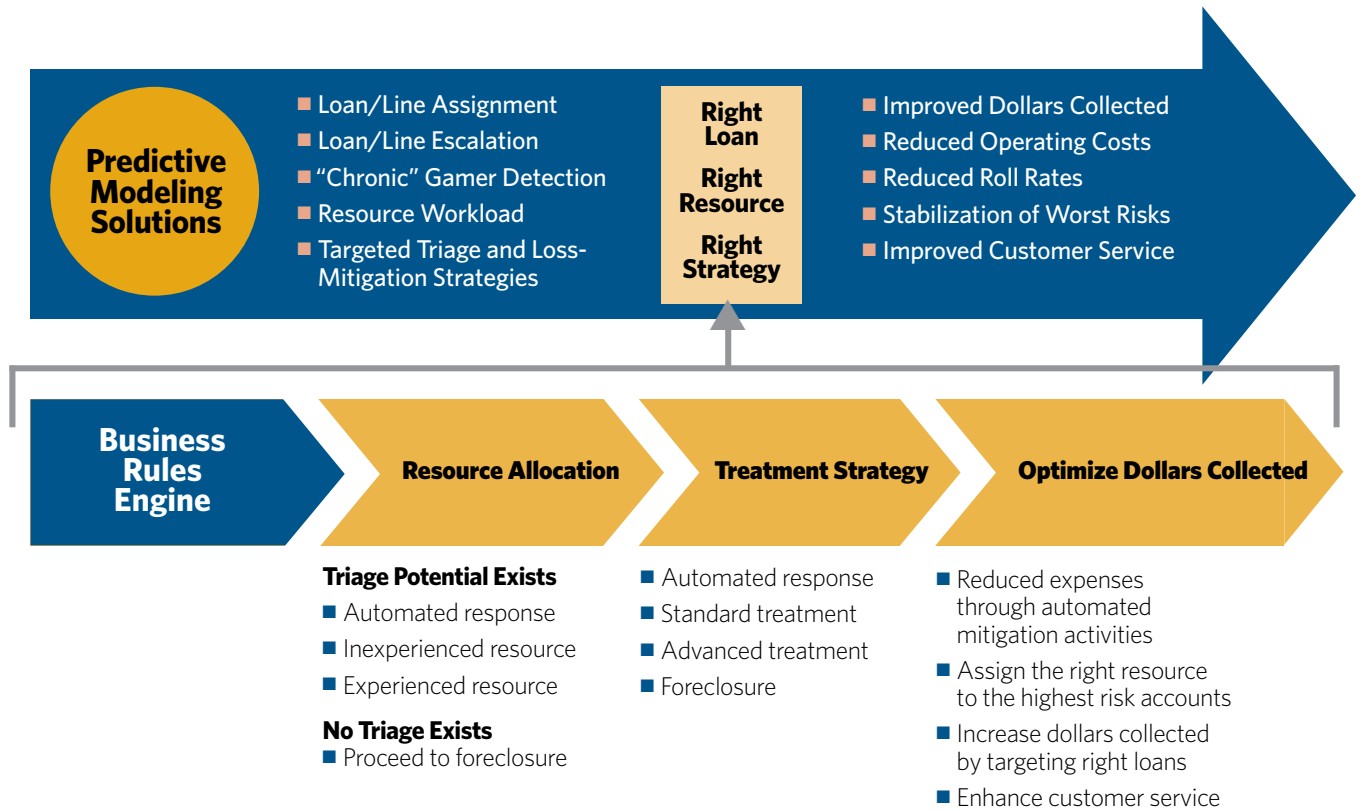 Predictive
Modeling
Solutions
Loan/Line Assignment
Loan/Line Escalation
“Chronic” Gamer Detection
Resource Workload
Targeted Triage and Loss-
Mitigation Strategies
Right
Loan
Right
Resource
Right
Strategy
Improved Dollars Collected
Reduced Operating Costs
Reduced Roll Rates
Stabilization of Worst Risks
Improved Customer Service
Business
Rules
Engine
Resource Allocation
Treatment Strategy
Optimize Dollars Collected
Triage Potential Exists
Automated response
Inexperienced resource
Experienced resource
No Triage Exists
Proceed to foreclosure
Automated response
Standard treatment
Advanced treatment
Foreclosure
Reduced expenses
through automated
mitigation activities
Assign the right resource
to the highest risk accounts
Increase dollars collected
by targeting right loans
Enhance customer service